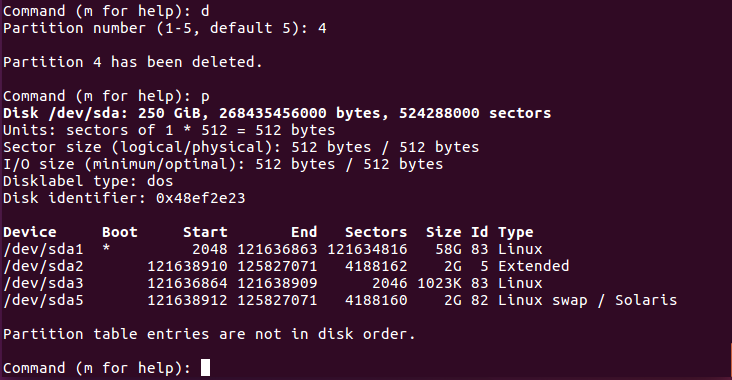 Command (m for help): d
Partition number (1-5, default 5): 4
Partition 4 has been deleted.
Command (m for help): p
Disk /dev/sda: 250 GiB, 268435456000 bytes, 524288000 sectors
Units: sectors of 1 * 512 = 512 bytes
Sector size (logical/physical): 512 bytes / 512 bytes
I/O size (minimum/optimal): 512 bytes / 512 bytes
Disklabel type: dos
Disk identifier: 0x48ef2e23
Device     Boot     Start       End   Sectors  Size Id Type
/dev/sda1  *         2048 121636863 121634816   58G 83 Linux
/dev/sda2       121638910 125827071   4188162    2G  5 Extended
/dev/sda3       121636864 121638909      2046 1023K 83 Linux
/dev/sda5       121638912 125827071   4188160    2G 82 Linux swap / Solaris
Partition table entries are not in disk order.
Command (m for help):